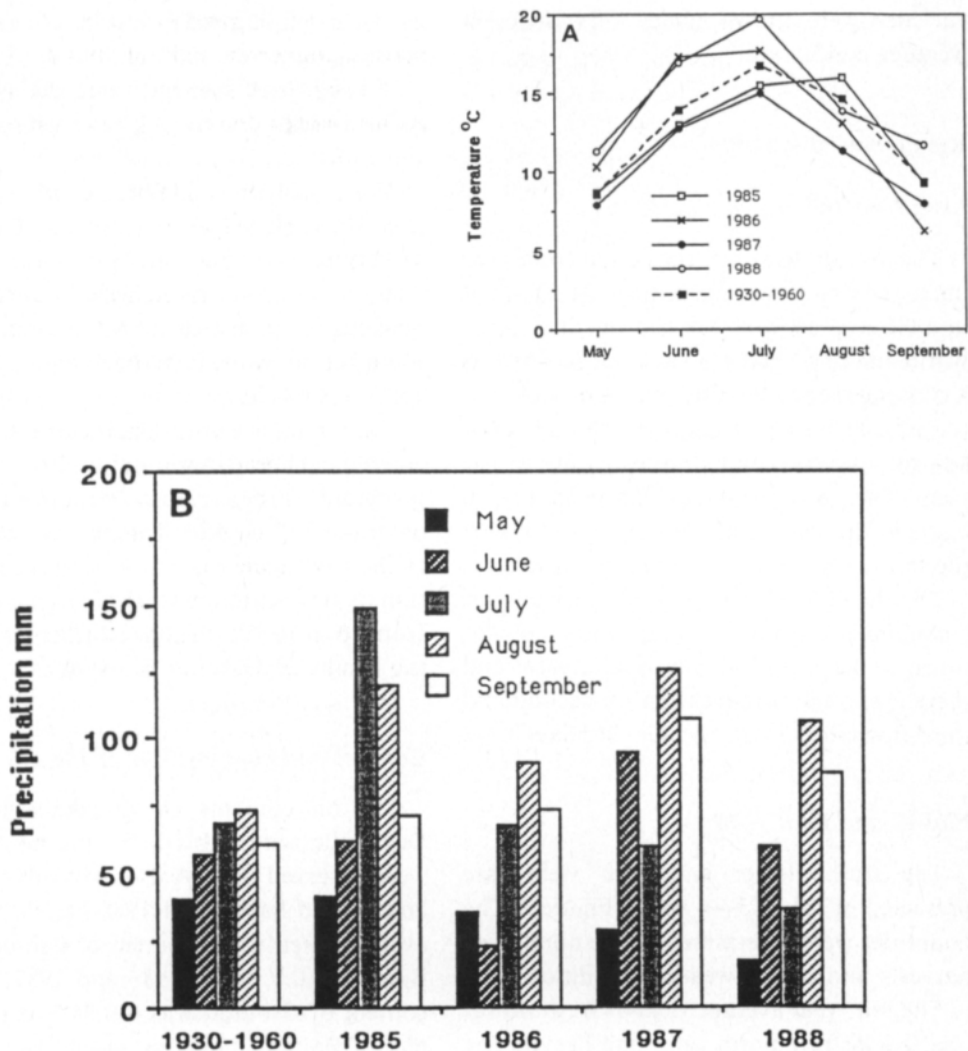 A
20
15
10
5
0
Temperature °C
1985
1986
1987
1988
1930-1960
May June July August September
B
200
150
100
50
0
Precipitation mm
May
June
July
August
September
1930-1960 1985 1986 1987 1988